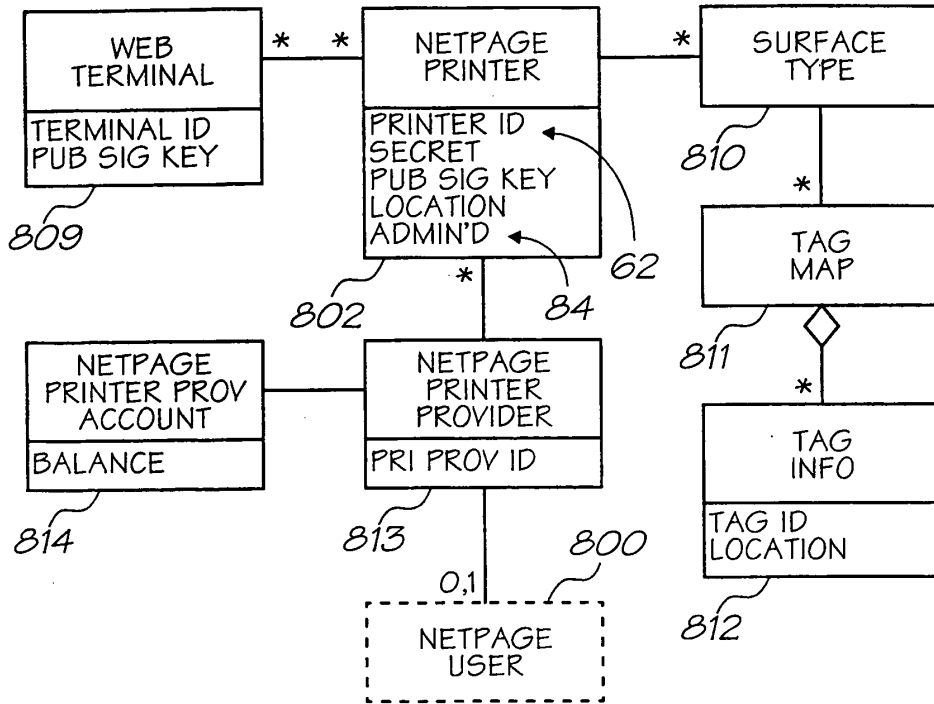 WEB
TERMINAL
TERMINAL ID
PUB SIG KEY
809
* *
NETPAGE
PRINTER
PRINTER ID
SECRET
PUB SIG KEY
LOCATION
ADMIN'D
802
62
84
*
*
SURFACE
TYPE
810
*
TAG
MAP
811
*
TAG
INFO
TAG ID
LOCATION
812
NETPAGE
PRINTER PROV
ACCOUNT
BALANCE
814
NETPAGE
PRINTER
PROVIDER
PRI PROV ID
813
800
0,1
NETPAGE
USER